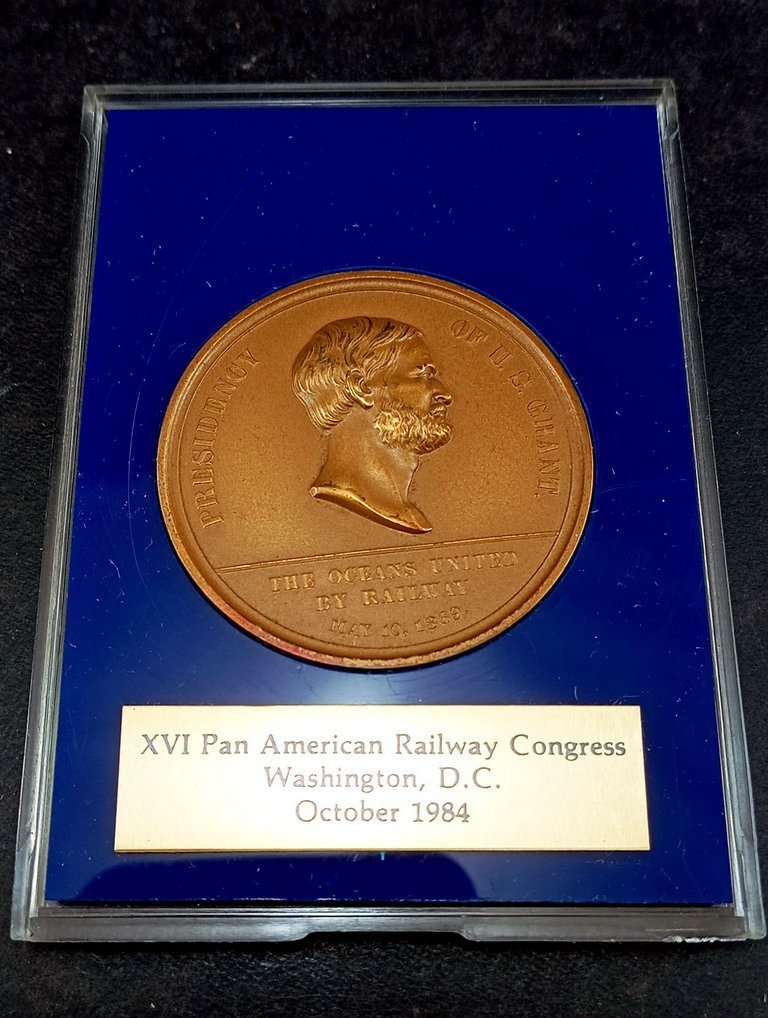 PRESIDENCY OF U. S. GRANT.
THE OCEANS UNITED
BY RAILWAY
MAY 10, 1869.
XVI Pan American Railway Congress
Washington, D.C.
October 1984